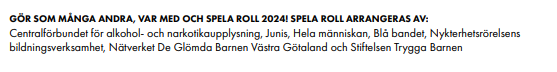 GÖR SOM MÅNGA ANDRA, VAR MED OCH SPELA ROLL 2024! SPELA ROLL ARRANGERAS AV:
Centralförbundet för alkohol- och narkotikaupplysning, Junis, Hela människan, Blå bandet, Nykterhetsrörelsens
bildningsverksamhet, Nätverket De Glömda Barnen Västra Götaland och Stiftelsen Trygga Barnen